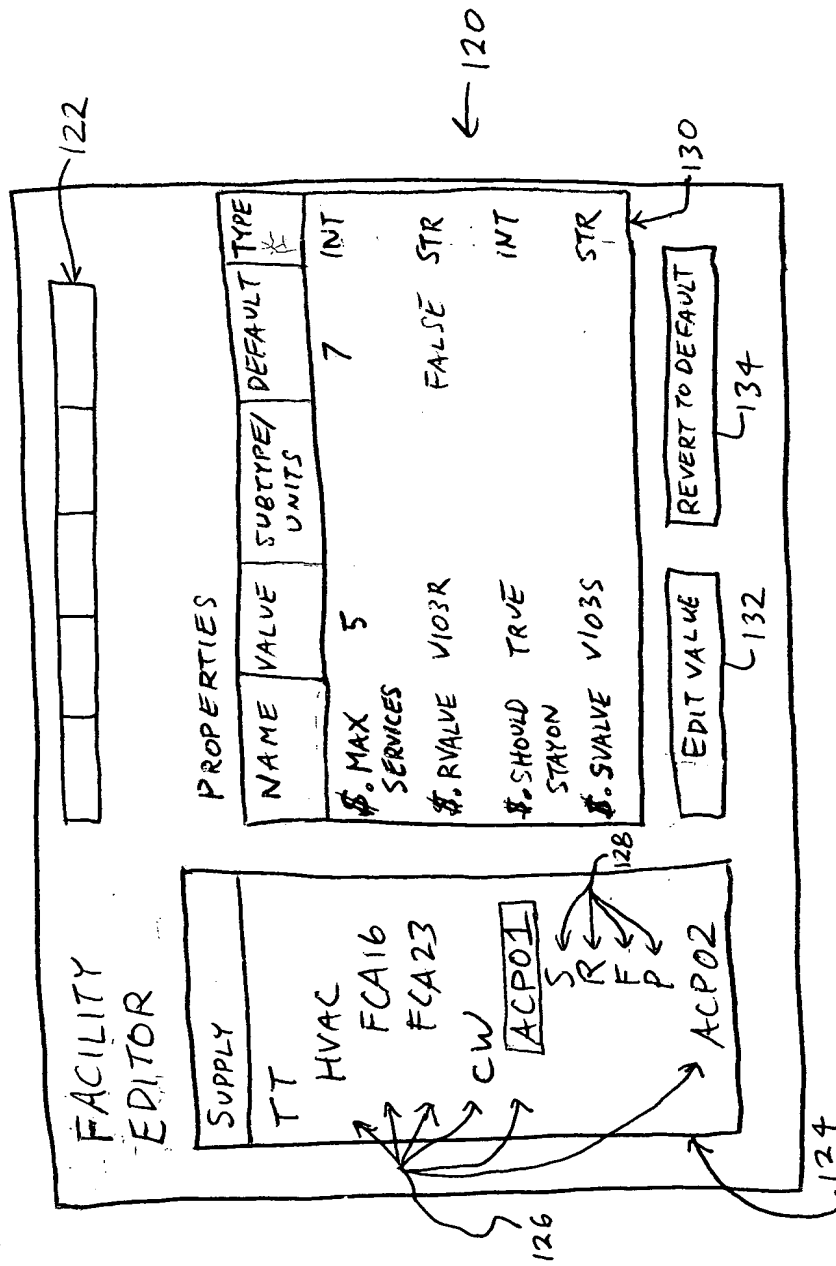 FACILITY
EDITOR
122
SUPPLY
TT
HVAC
FCA16
FCA23
CW
ACP01
S
R
F
P
ACP02
126
128
124
PROPERTIES
NAME VALUE SUBTYPE/ UNITS DEFAULT TYPE
$.MAX SERVICES 5 7 INT
$.RVALUE V103R FALSE STR
$.SHOULD STAYON TRUE INT
$.SVALUE V103S STR
120
130
EDIT VALUE
132
REVERT TO DEFAULT
134